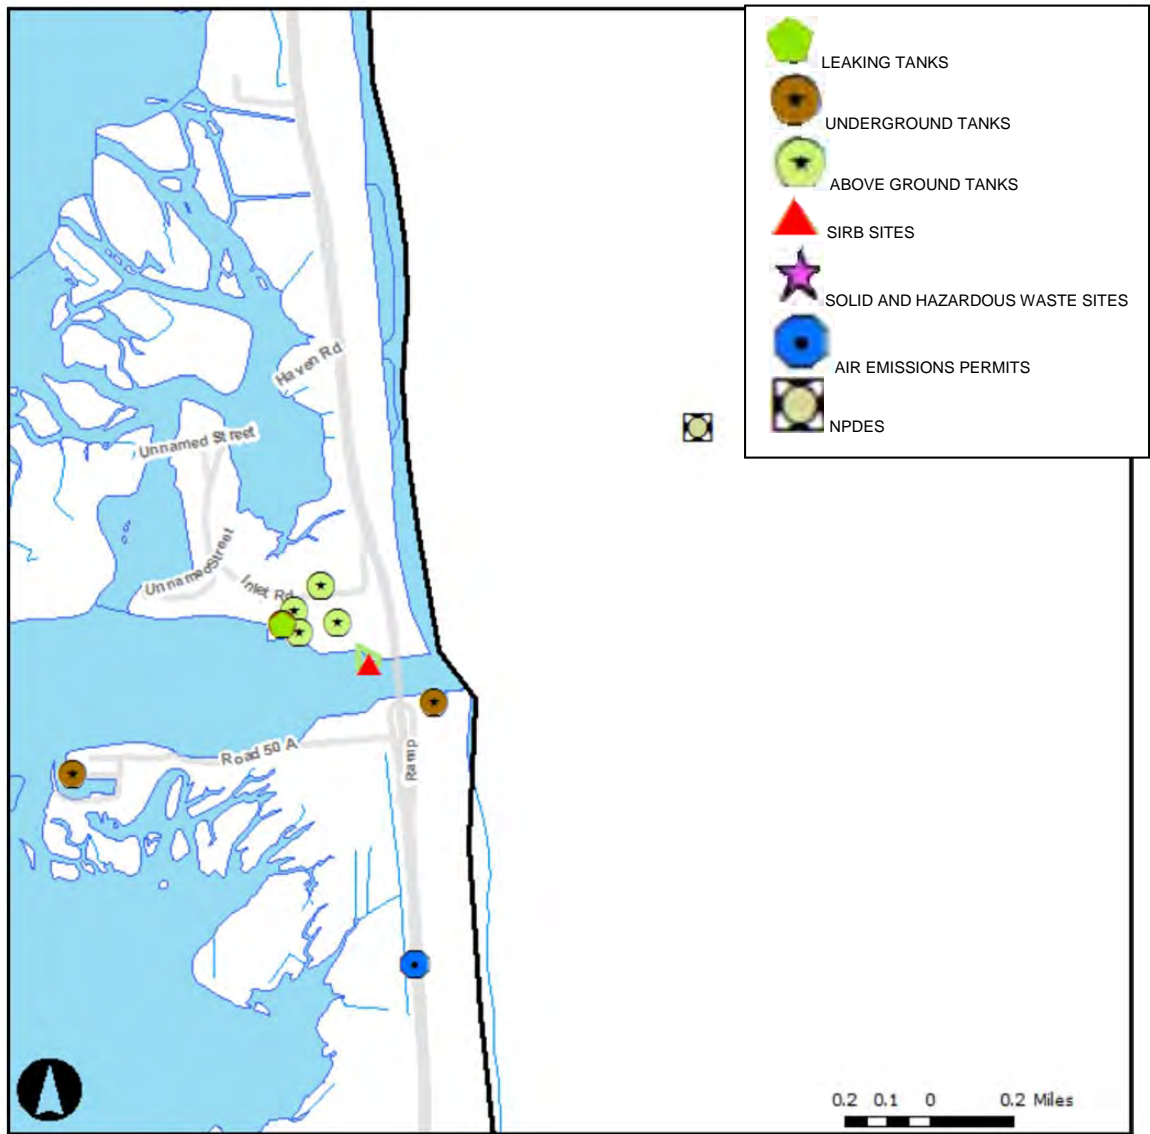 LEAKING TANKS
UNDERGROUND TANKS
ABOVE GROUND TANKS
SIRB SITES
SOLID AND HAZARDOUS WASTE SITES
AIR EMISSIONS PERMITS
NPDES
Haven Rd
Unnamed Street
Unnamed Street
Inlet Rd
Road 50 A
Ramp
0.2 0.1 0 0.2 Miles